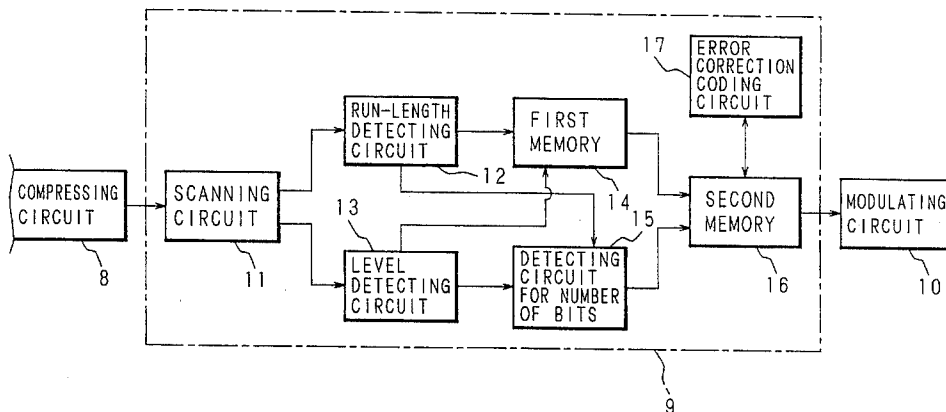 COMPRESSING
CIRCUIT
8
SCANNING
CIRCUIT
11
RUN-LENGTH
DETECTING
CIRCUIT
12
13
LEVEL
DETECTING
CIRCUIT
FIRST
MEMORY
14
15
DETECTING
CIRCUIT
FOR NUMBER
OF BITS
17
ERROR
CORRECTION
CODING
CIRCUIT
SECOND
MEMORY
16
MODULATING
CIRCUIT
10
9